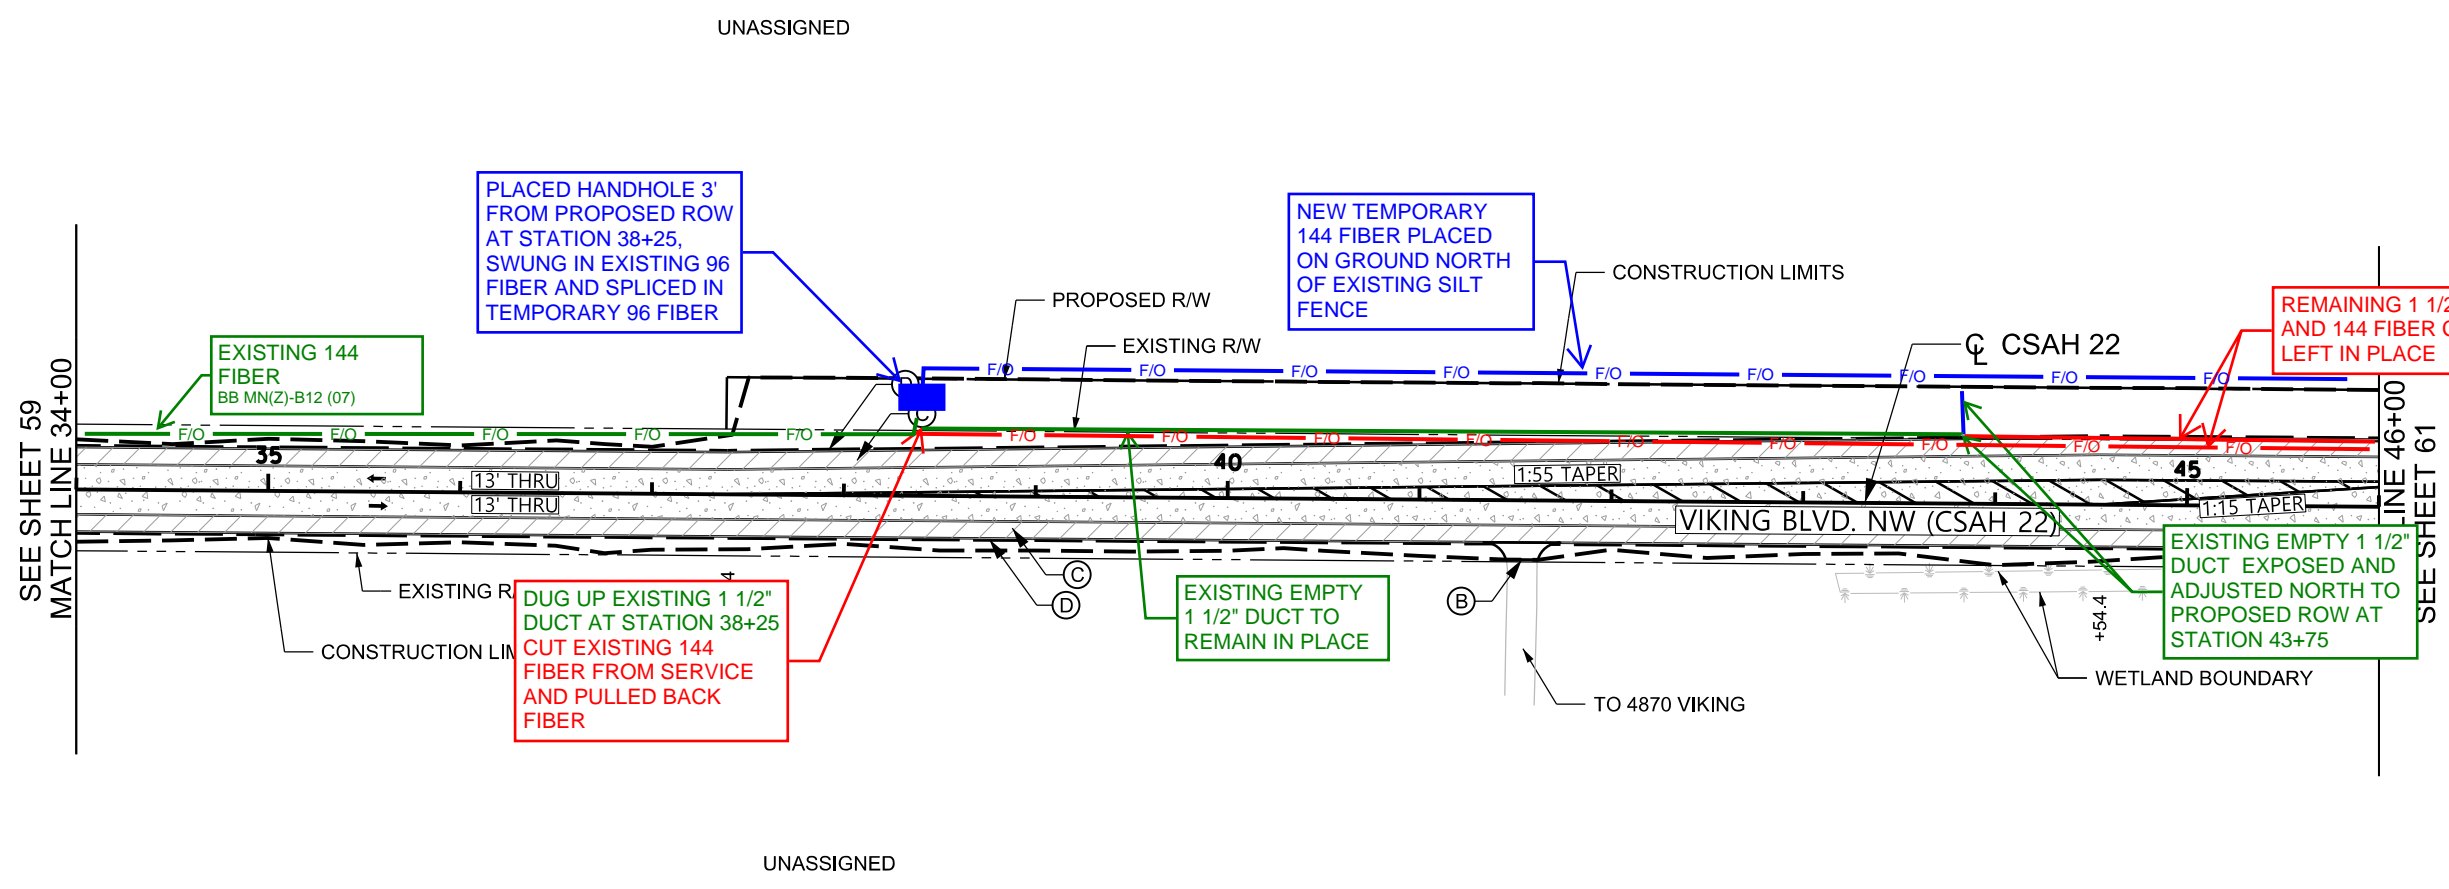 UNASSIGNED
PLACED HANDHOLE 3'
FROM PROPOSED ROW
AT STATION 38+25,
SWUNG IN EXISTING 96
FIBER AND SPLICED IN
TEMPORARY 96 FIBER
NEW TEMPORARY
144 FIBER PLACED
ON GROUND NORTH
OF EXISTING SILT
FENCE
CONSTRUCTION LIMITS
PROPOSED R/W
EXISTING R/W
REMAINING 1 1/2
AND 144 FIBER
LEFT IN PLACE
℄ CSAH 22
EXISTING 144
FIBER
BB MN(Z)-B12 (07)
SEE SHEET 59
MATCH LINE 34+00
F/O F/O F/O F/O F/O F/O F/O F/O F/O
D
C
F/O F/O F/O F/O F/O
F/O F/O F/O F/O F/O F/O F/O F/O F/O
35
40
45
13' THRU
13' THRU
1:55 TAPER
1:15 TAPER
VIKING BLVD. NW (CSAH 22)
LINE 46+00
SEE SHEET 61
EXISTING R/
CONSTRUCTION LIM
4
DUG UP EXISTING 1 1/2"
DUCT AT STATION 38+25
CUT EXISTING 144
FIBER FROM SERVICE
AND PULLED BACK
FIBER
C
D
EXISTING EMPTY
1 1/2" DUCT TO
REMAIN IN PLACE
B
TO 4870 VIKING
+54.4
EXISTING EMPTY 1 1/2"
DUCT EXPOSED AND
ADJUSTED NORTH TO
PROPOSED ROW AT
STATION 43+75
WETLAND BOUNDARY
UNASSIGNED